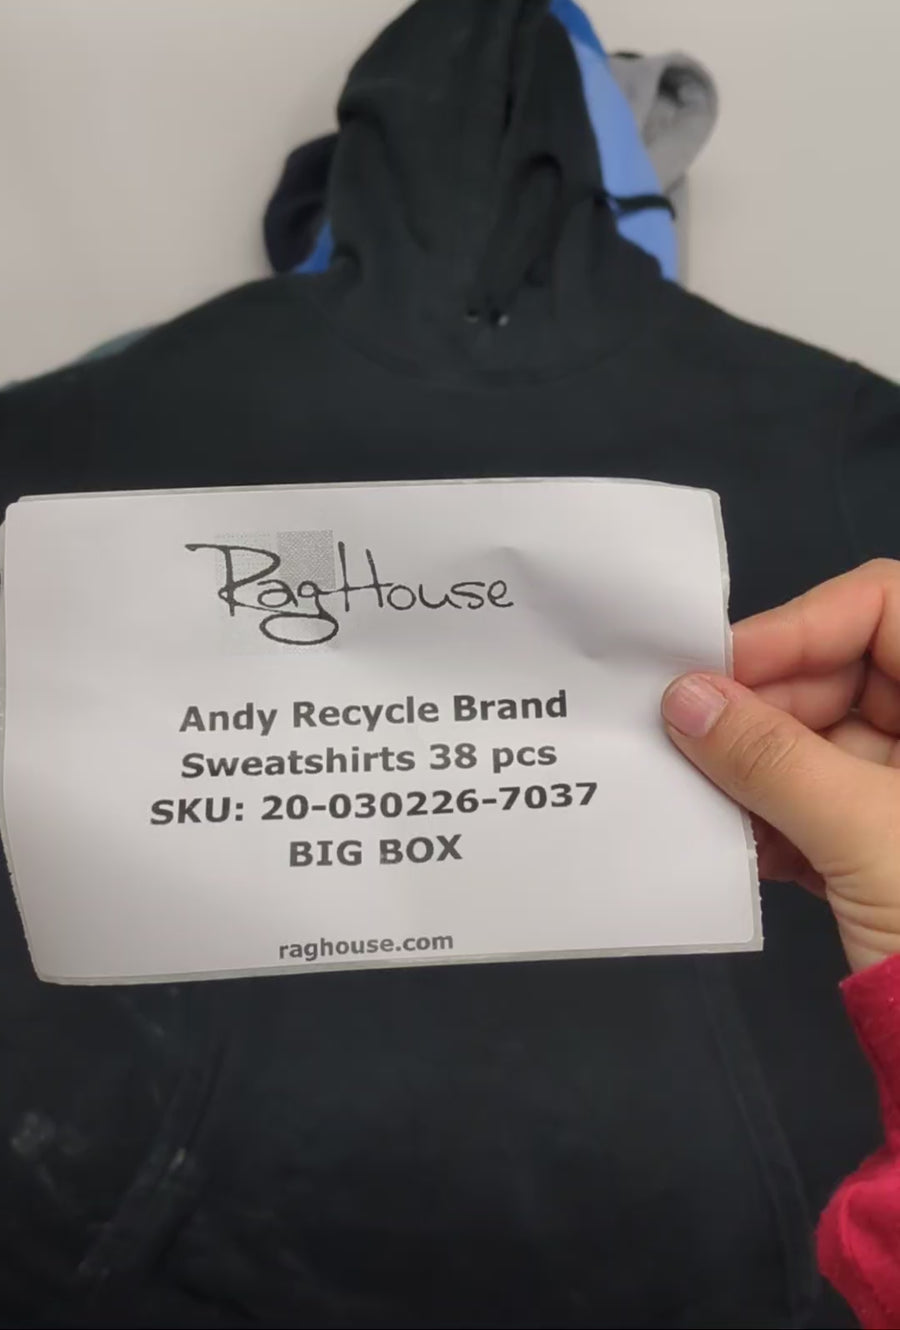 RagHouse
Andy Recycle Brand
Sweatshirts 38 pcs
SKU: 20-030226-7037
BIG BOX
raghouse.com